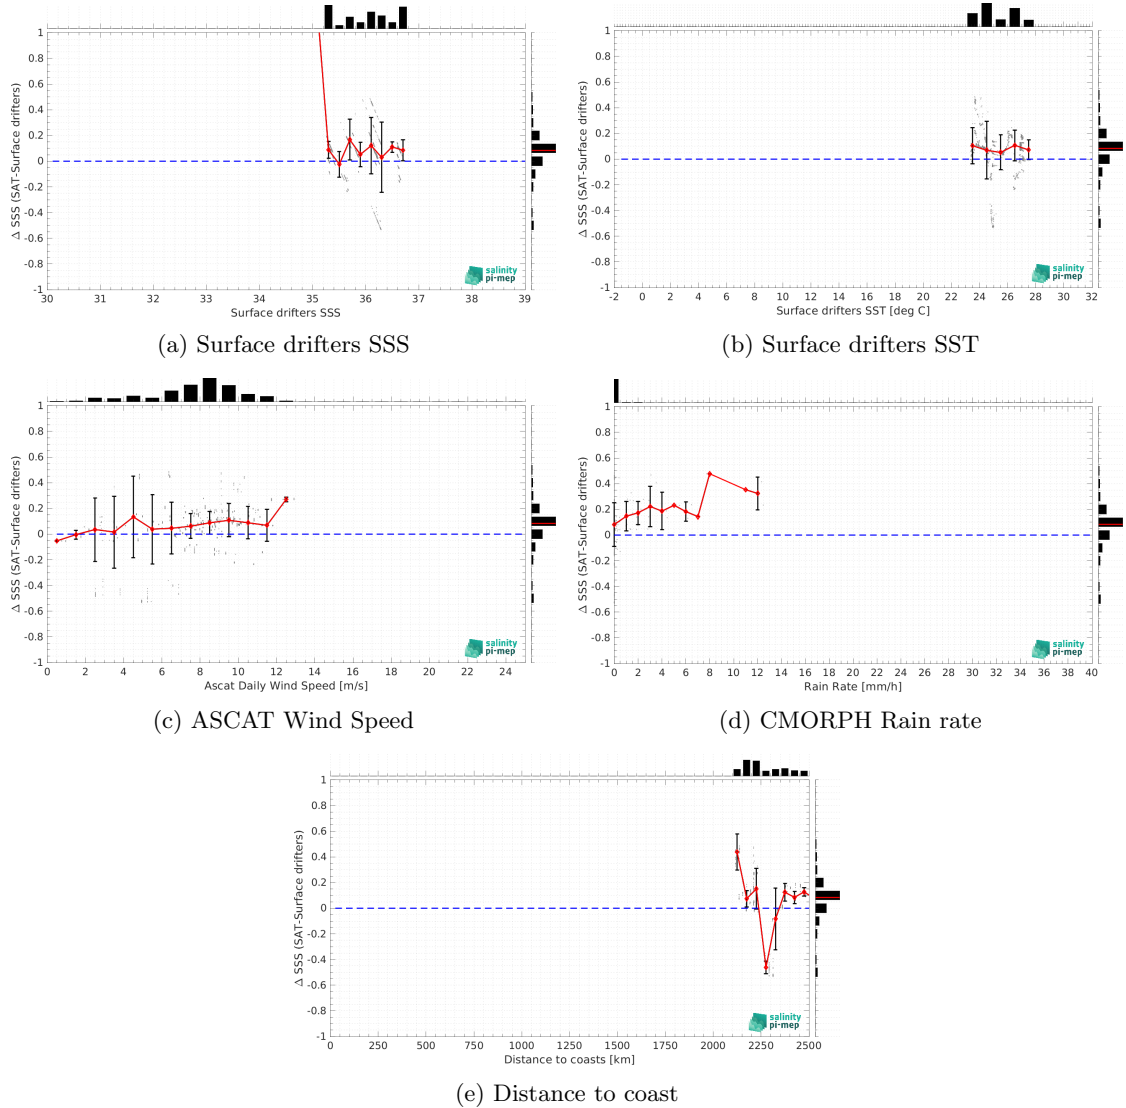 1
0.8
0.6
0.4
0.2
0
-0.2
-0.4
-0.6
-0.8
-1
Δ SSS (SAT-Surface drifters)
30 31 32 33 34 35 36 37 38 39
Surface drifters SSS
salinity
pi-mep
(a) Surface drifters SSS
1
0.8
0.6
0.4
0.2
0
-0.2
-0.4
-0.6
-0.8
-1
Δ SSS (SAT-Surface drifters)
-2 0 2 4 6 8 10 12 14 16 18 20 22 24 26 28 30 32
Surface drifters SST [deg C]
salinity
pi-mep
(b) Surface drifters SST
1
0.8
0.6
0.4
0.2
0
-0.2
-0.4
-0.6
-0.8
-1
Δ SSS (SAT-Surface drifters)
0 2 4 6 8 10 12 14 16 18 20 22 24
Ascat Daily Wind Speed [m/s]
salinity
pi-mep
(c) ASCAT Wind Speed
1
0.8
0.6
0.4
0.2
0
-0.2
-0.4
-0.6
-0.8
-1
Δ SSS (SAT-Surface drifters)
0 2 4 6 8 10 12 14 16 18 20 22 24 26 28 30 32 34 36 38 40
Rain Rate [mm/h]
salinity
pi-mep
(d) CMORPH Rain rate
1
0.8
0.6
0.4
0.2
0
-0.2
-0.4
-0.6
-0.8
-1
Δ SSS (SAT-Surface drifters)
0 250 500 750 1000 1250 1500 1750 2000 2250 2500
Distance to coasts [km]
salinity
pi-mep
(e) Distance to coast